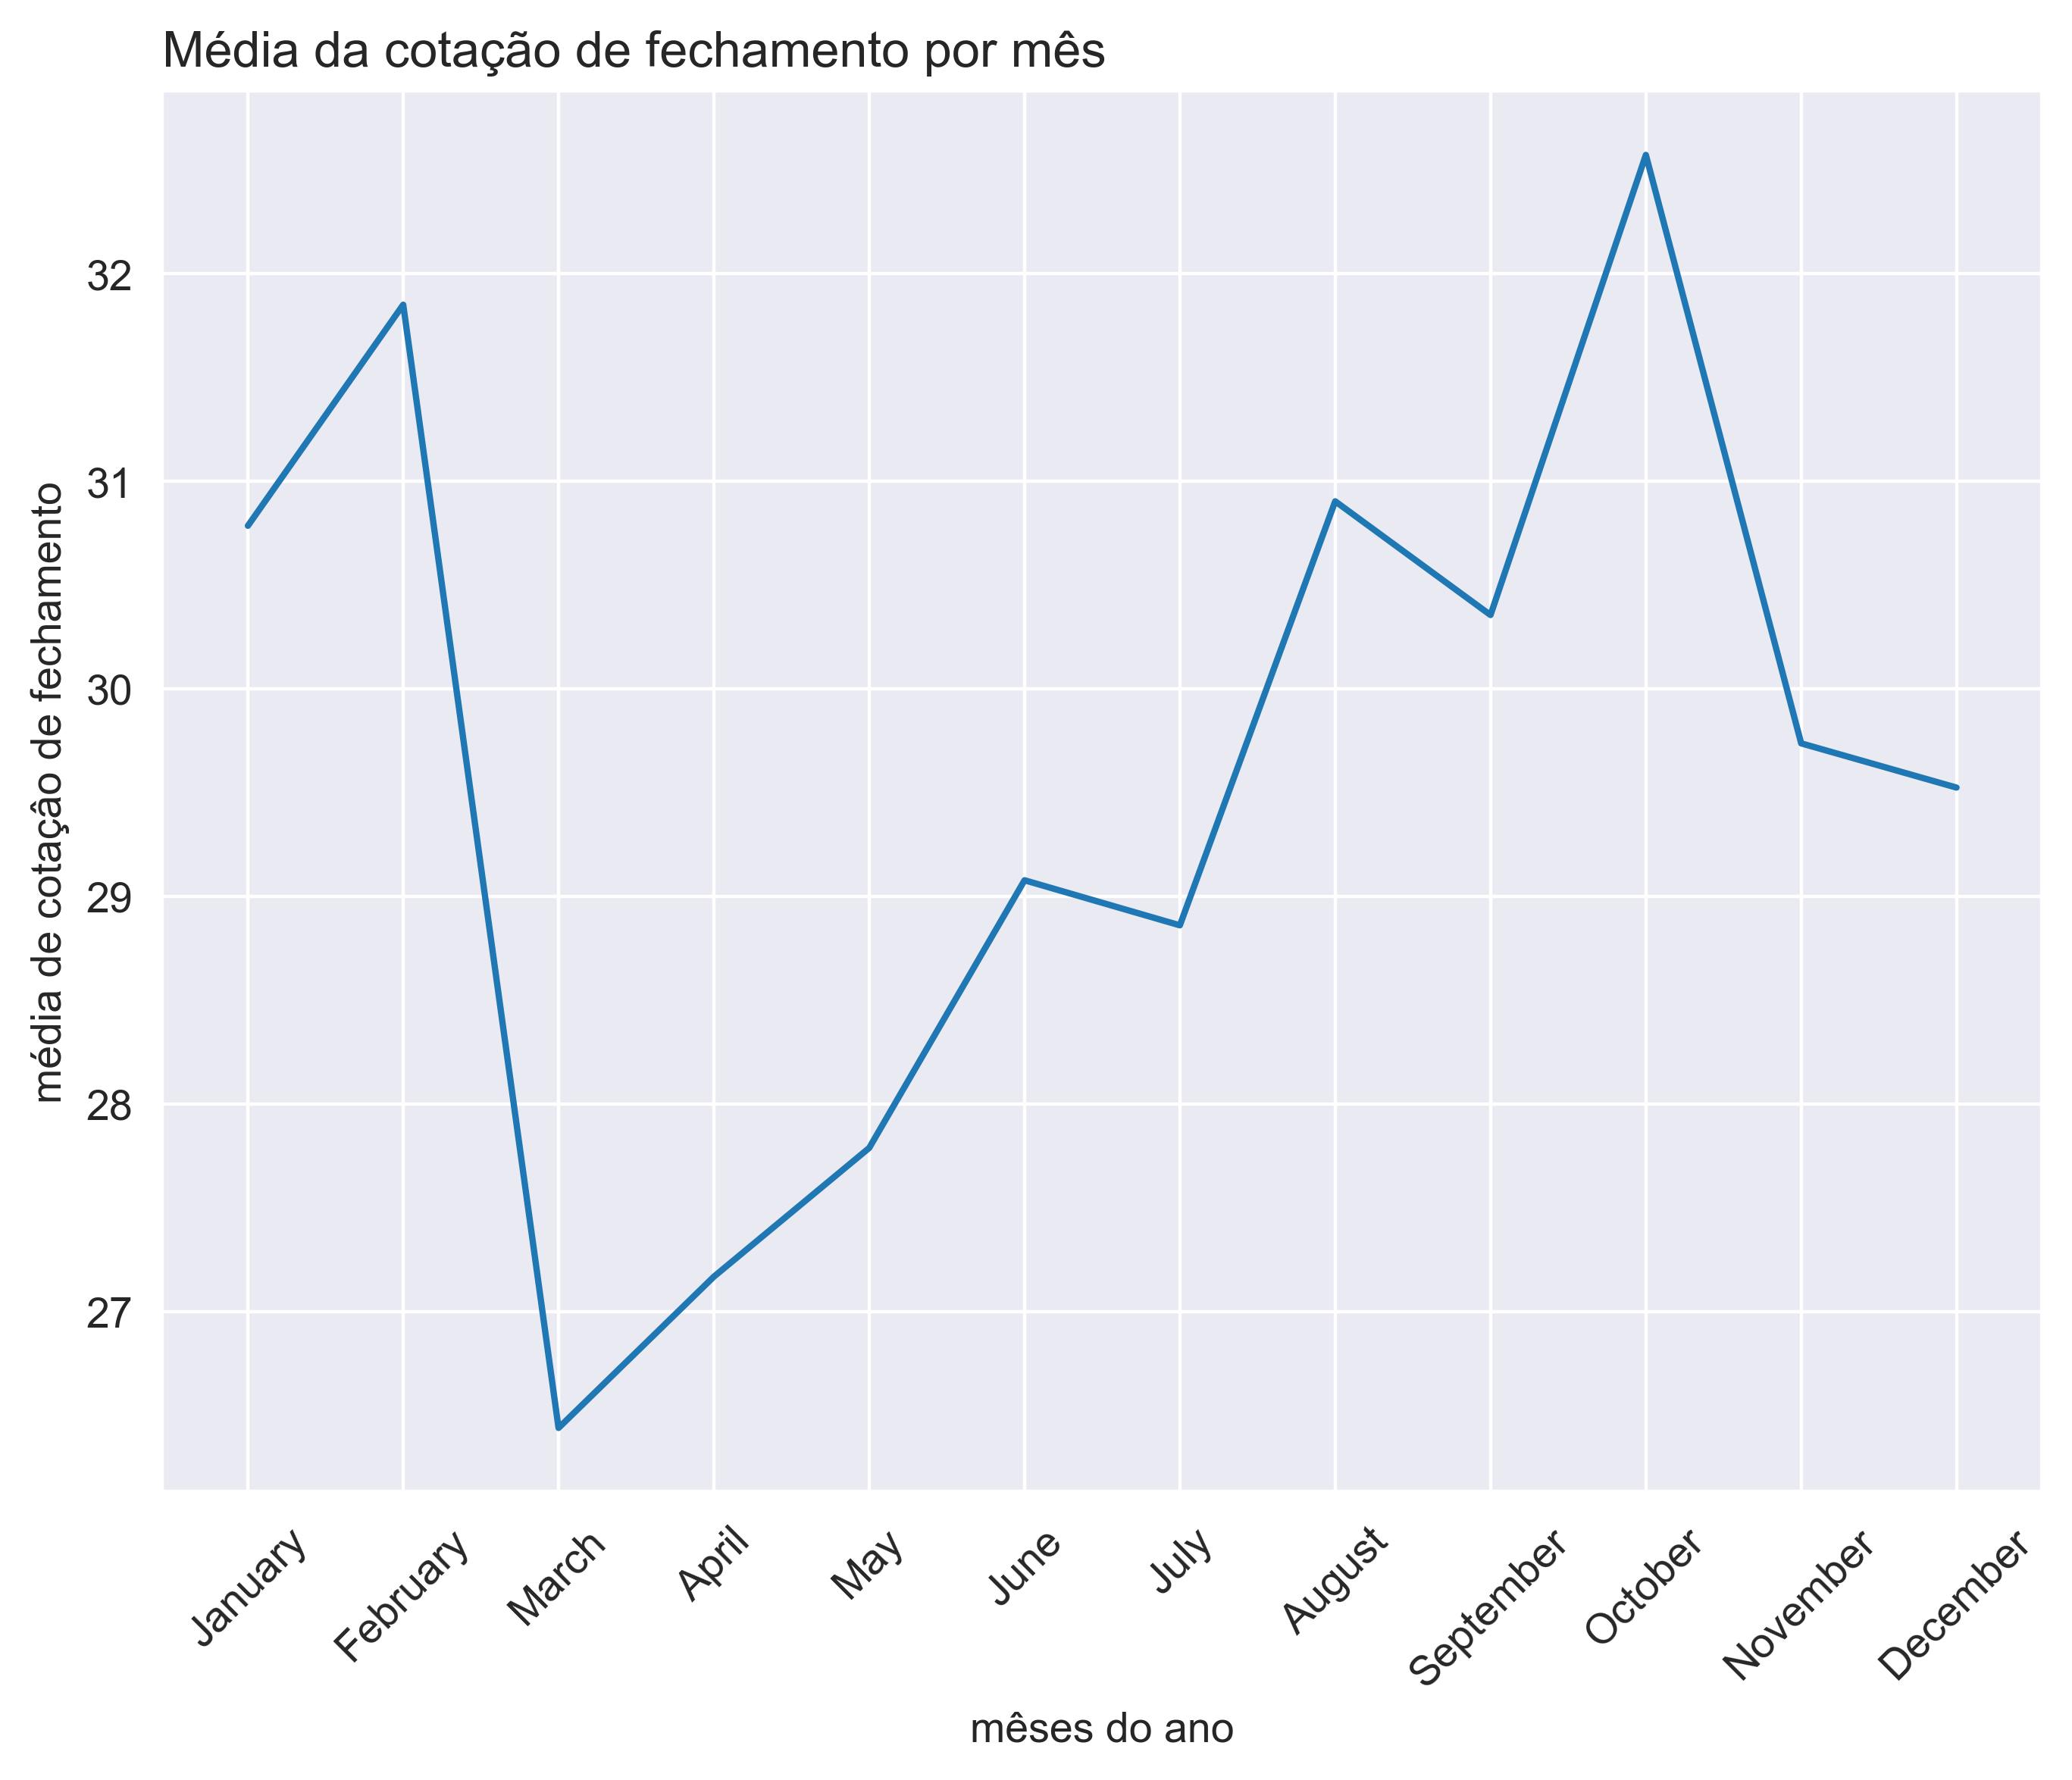 Média da cotação de fechamento por mês
média de cotaçâo de fechamento
32
31
30
29
28
27
January
February
March
April
May
June
July
August
September
October
November
December
mêses do ano